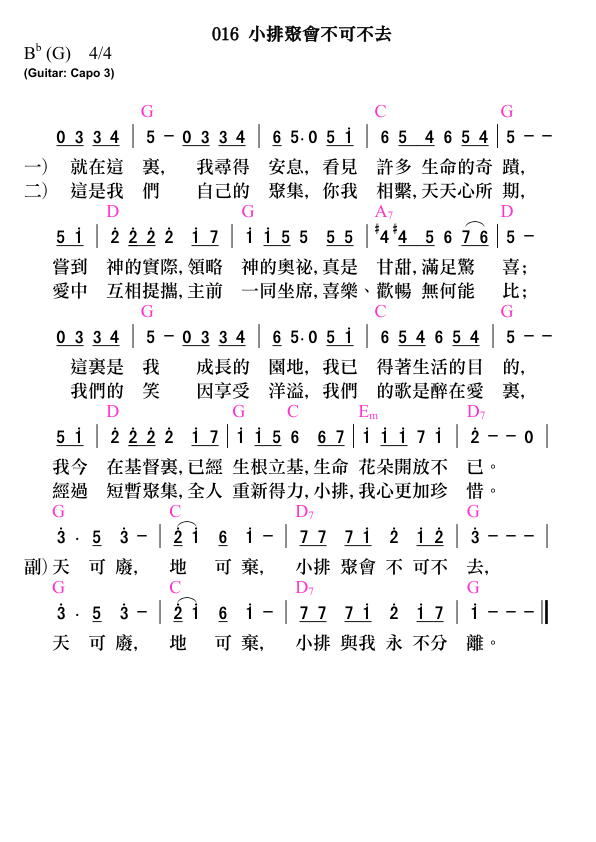 016 小排聚會不可不去
B♭ (G) 4/4
(Guitar: Capo 3)
G C G
0 3 3 4 | 5 − 0 3 3 4 | 6 5. 0 5 i | 6 5 4 6 5 4 | 5 − −
一) 就在這 裏, 我尋得 安息, 看見 許多 生命的奇 蹟,
二) 這是我 們 自己的 聚集, 你我 相繫, 天天心所 期,
D G A7 D
5 i | 2̇ 2̇ 2̇ 2̇ i 7 | i i 5 5 5 5 | #4 #4 5 6 7 6 | 5 −
嘗到 神的實際, 領略 神的奧祕, 真是 甘甜, 滿足驚 喜;
愛中 互相提攜, 主前 一同坐席, 喜樂、歡暢 無何能 比;
G C G
0 3 3 4 | 5 − 0 3 3 4 | 6 5. 0 5 i | 6 5 4 6 5 4 | 5 − −
這裏是 我 成長的 園地, 我已 得著生活的目 的,
我們的 笑 因享受 洋溢, 我們 的歌是醉在愛 裏,
D G C Em D7
5 i | 2̇ 2̇ 2̇ 2̇ i 7 | i i 5 6 6 7 | i i i 7 i | 2̇ − − 0
我今 在基督裏, 已經 生根立基, 生命 花朵開放不 已。
經過 短暫聚集, 全人 重新得力, 小排, 我心更加珍 惜。
G C D7 G
3̇ . 5 3̇ − | 2̇ i 6 i − | 7 7 7 i 2̇ i 2̇ | 3̇ − − − |
副) 天 可 廢, 地 可 棄, 小排 聚會 不 可不 去,
G C D7 G
3̇ . 5 3̇ − | 2̇ i 6 i − | 7 7 7 i 2̇ i 7 | i − − − ‖
天 可 廢, 地 可 棄, 小排 與我 永 不分 離。